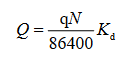 Q = qN / 86400 K_d